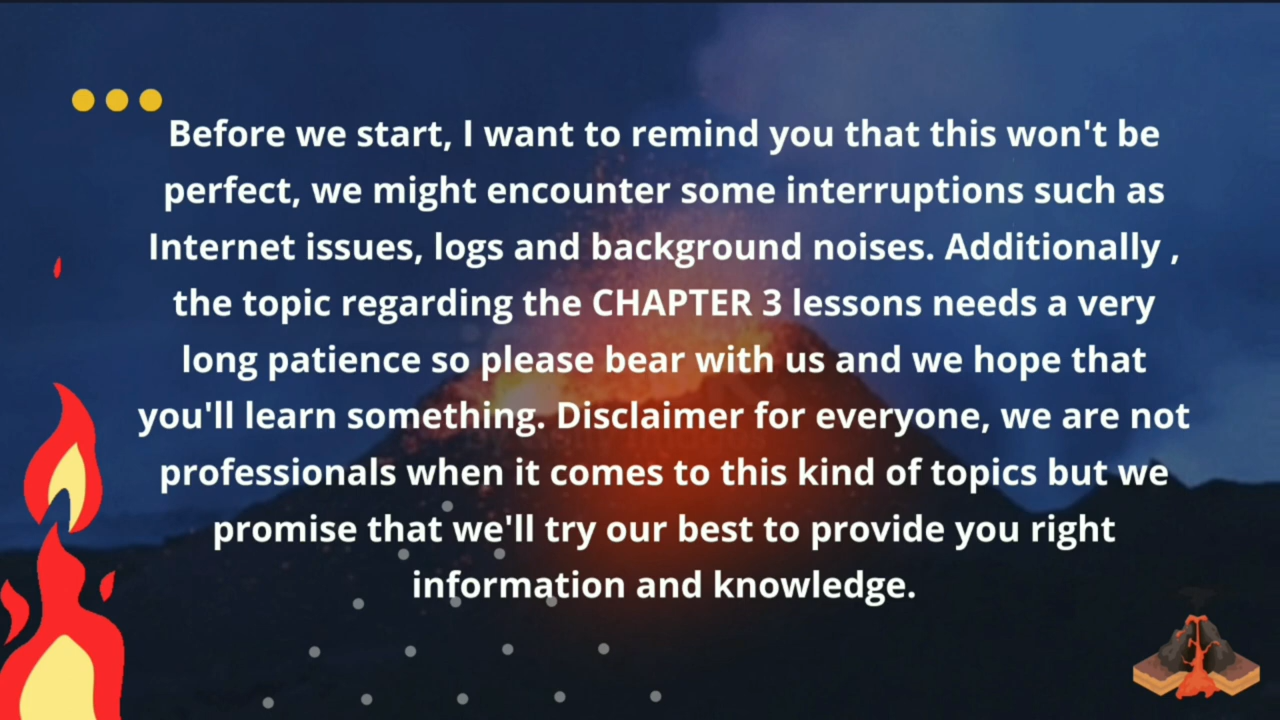 Before we start, I want to remind you that this won't be
perfect, we might encounter some interruptions such as
Internet issues, logs and background noises. Additionally ,
the topic regarding the CHAPTER 3 lessons needs a very
long patience so please bear with us and we hope that
you'll learn something. Disclaimer for everyone, we are not
professionals when it comes to this kind of topics but we
promise that we'll try our best to provide you right
information and knowledge.